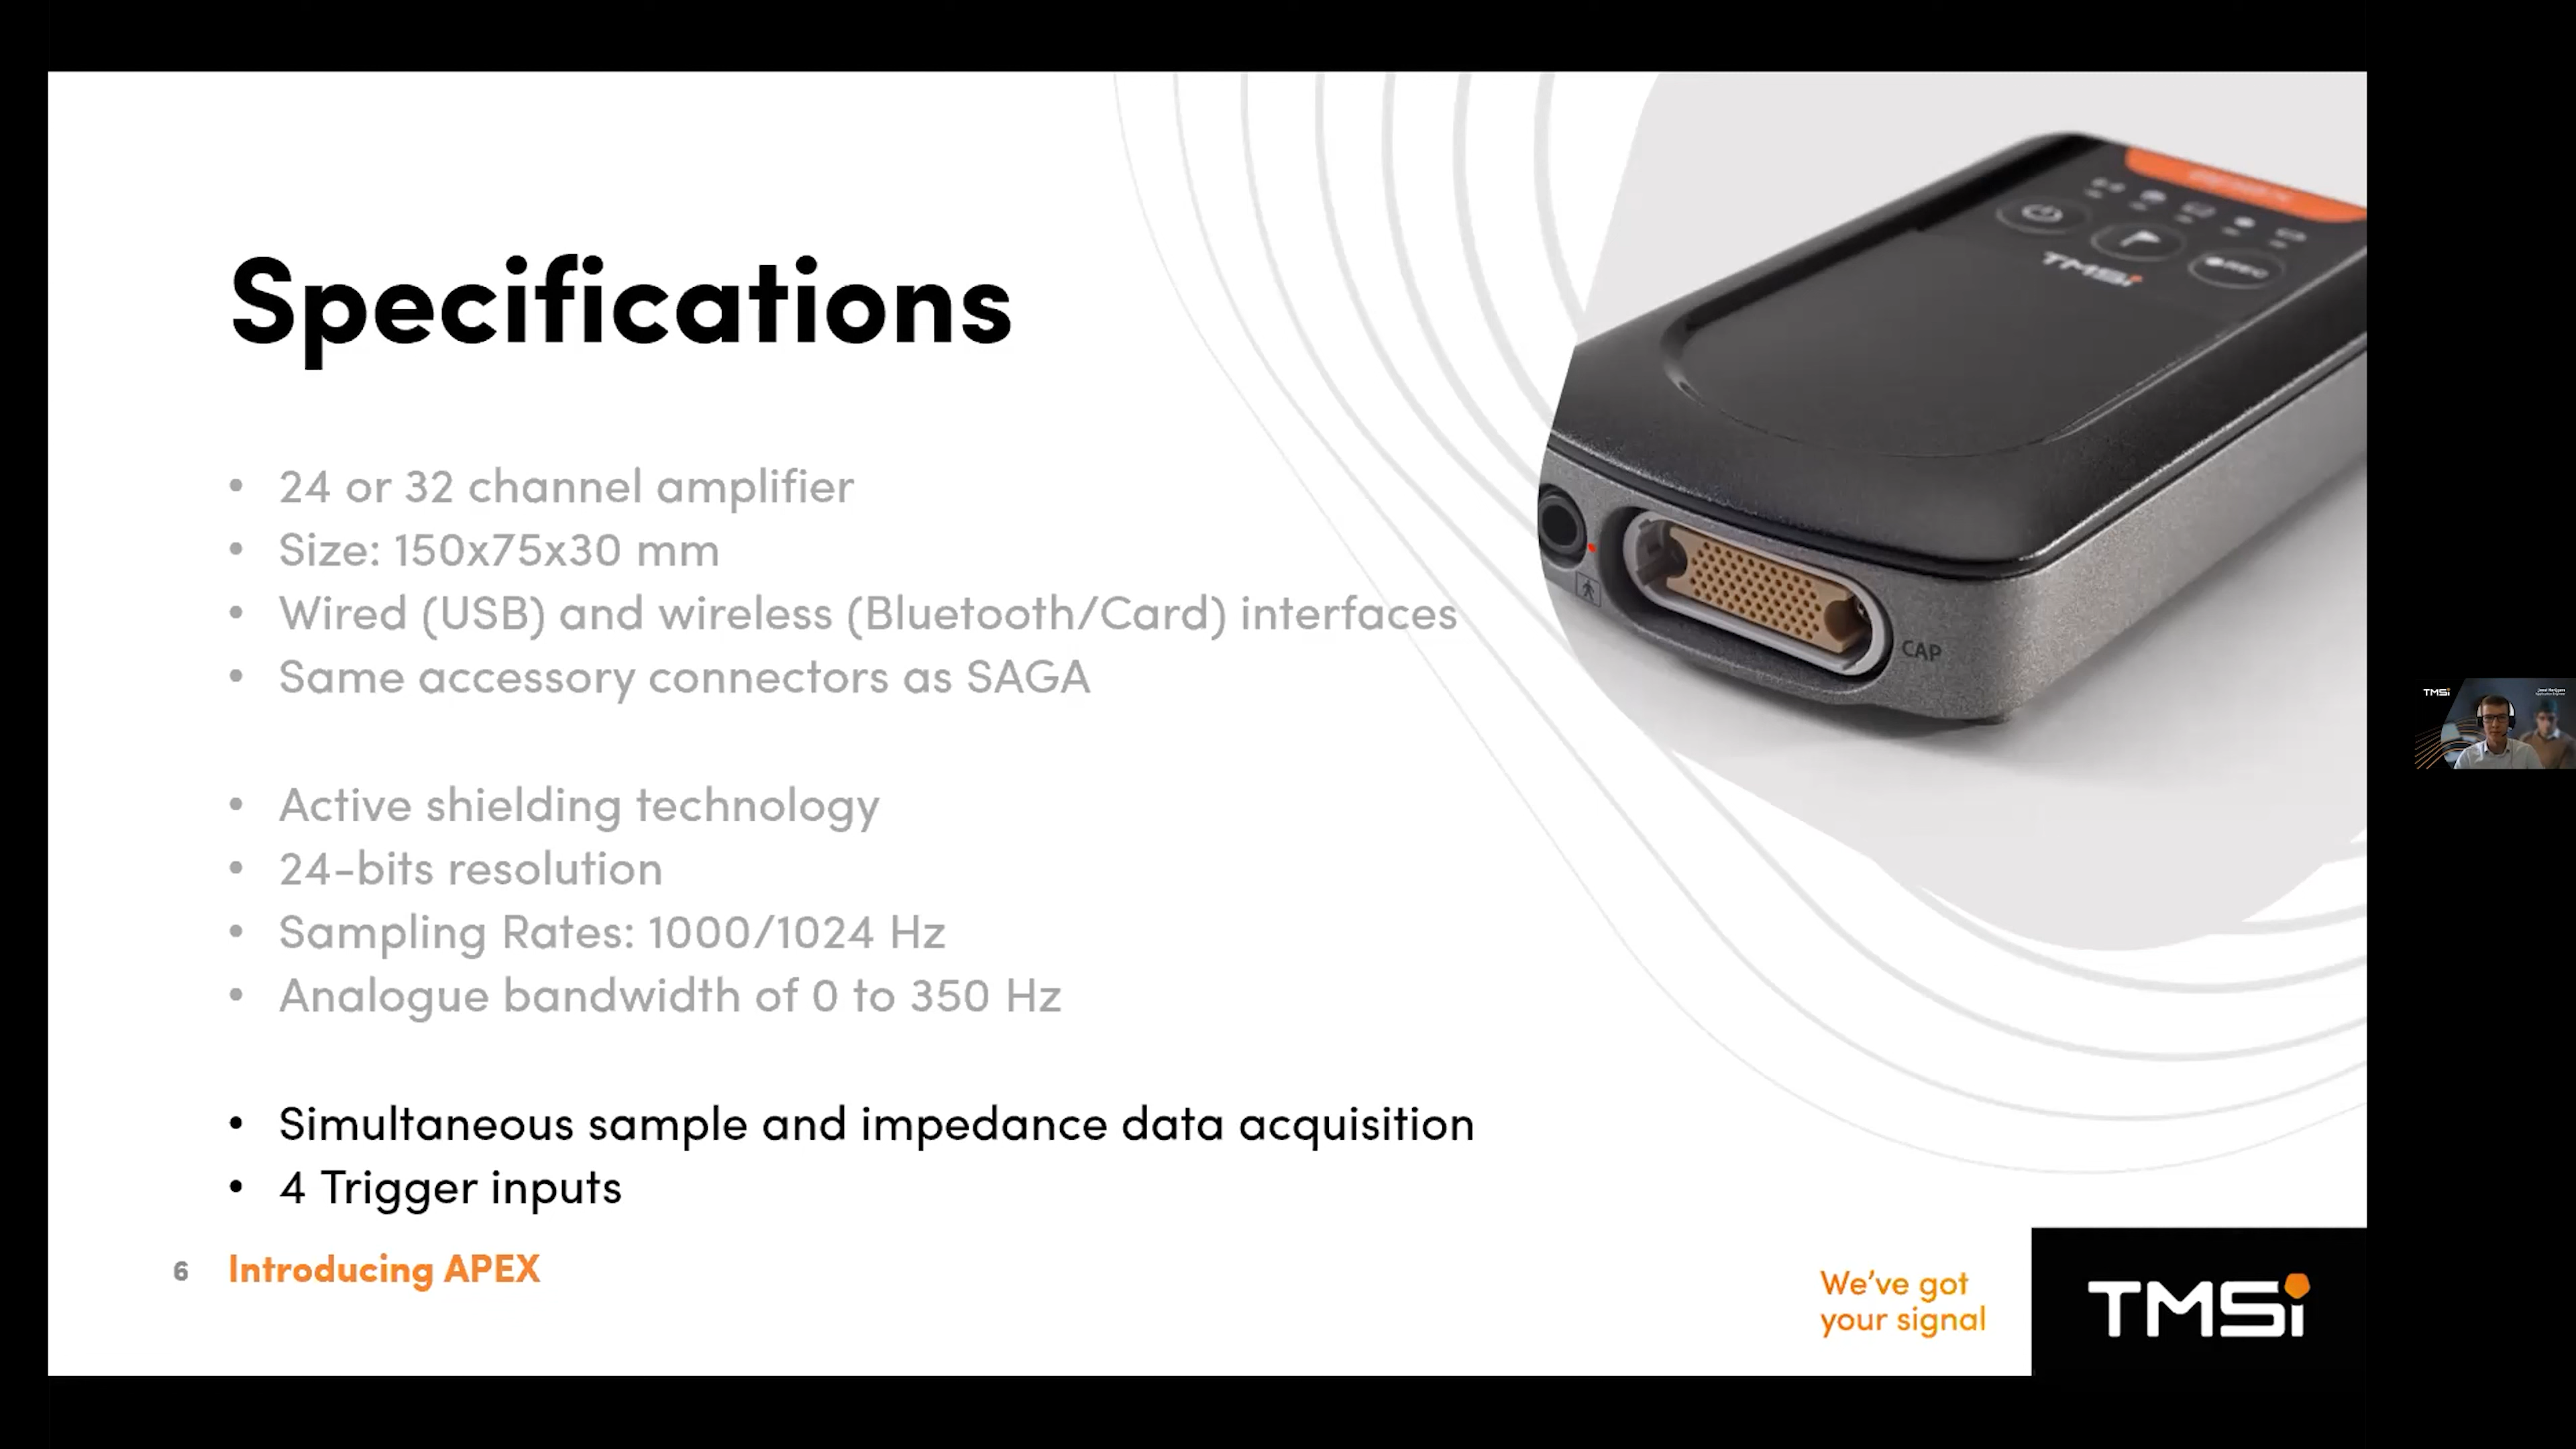 Specifications
• 24 or 32 channel amplifier
• Size: 150x75x30 mm
• Wired (USB) and wireless (Bluetooth/Card) interfaces
• Same accessory connectors as SAGA
• Active shielding technology
• 24-bits resolution
• Sampling Rates: 1000/1024 Hz
• Analogue bandwidth of 0 to 350 Hz
• Simultaneous sample and impedance data acquisition
• 4 Trigger inputs
6 Introducing APEX
We've got
your signal
TMSi
TMSi
REC
CAP
TMSi